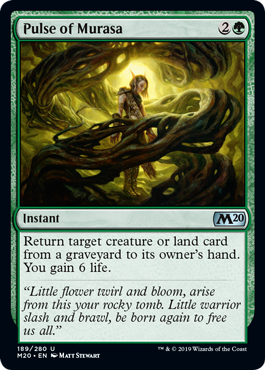 Pulse of Murasa 2
Instant M20
Return target creature or land card
from a graveyard to its owner's hand.
You gain 6 life.
“Little flower twirl and bloom, arise
from this your rocky tomb. Little warrior
slash and brawl, be born again to free
us all.”
189/280 U
M20 • EN MATT STEWART
™ & © 2019 Wizards of the Coast